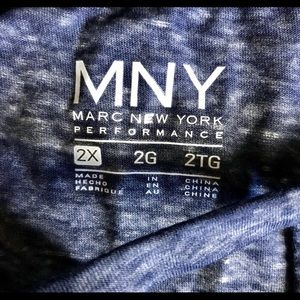 MNY
MARC NEW YORK
PERFORMANCE
2X 2G 2TG
MADE IN CHINA
HECHO EN CHINA
FABRIQUÉ AU CHINE